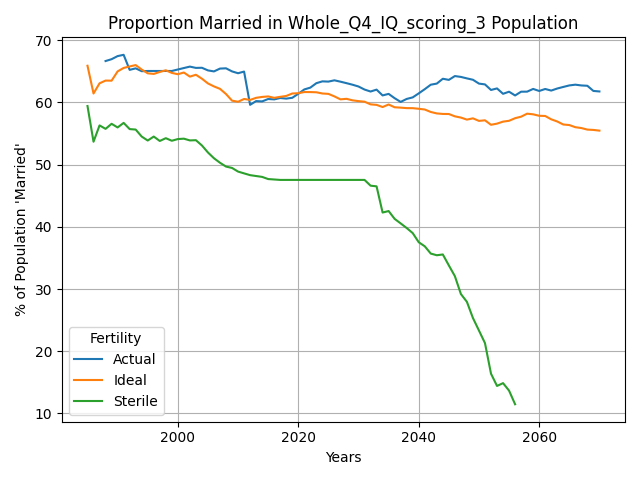 Proportion Married in Whole_Q4_IQ_scoring_3 Population
% of Population 'Married'
70
60
50
40
30
20
10
Fertility
Actual
Ideal
Sterile
2000
2020
2040
2060
Years